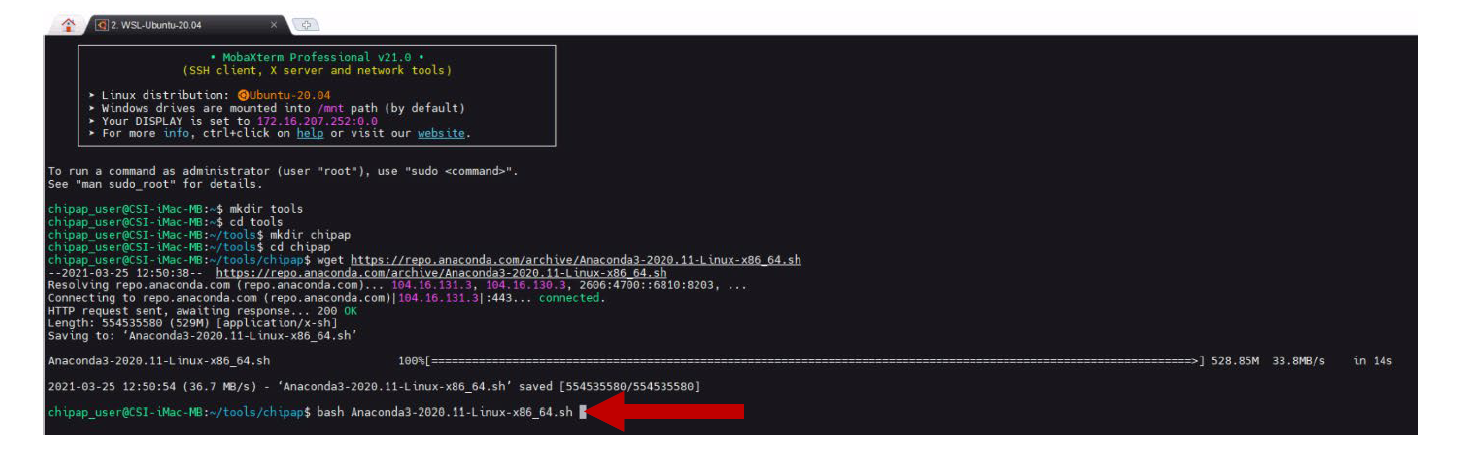 2. WSL-Ubuntu-20.04
• MobaXterm Professional v21.0 •
(SSH client, X server and network tools)
➤ Linux distribution: Ubuntu-20.04
➤ Windows drives are mounted into /mnt path (by default)
➤ Your DISPLAY is set to 172.16.207.252:0.0
➤ For more info, ctrl+click on help or visit our website.
To run a command as administrator (user "root"), use "sudo <command>".
See "man sudo_root" for details.
chipap_user@CSI-iMac-MB:~$ mkdir tools
chipap_user@CSI-iMac-MB:~$ cd tools
chipap_user@CSI-iMac-MB:~/tools$ mkdir chipap
chipap_user@CSI-iMac-MB:~/tools$ cd chipap
chipap_user@CSI-iMac-MB:~/tools/chipap$ wget https://repo.anaconda.com/archive/Anaconda3-2020.11-Linux-x86_64.sh
--2021-03-25 12:50:38-- https://repo.anaconda.com/archive/Anaconda3-2020.11-Linux-x86_64.sh
Resolving repo.anaconda.com (repo.anaconda.com)... 104.16.131.3, 104.16.130.3, 2606:4700::6810:8203, ...
Connecting to repo.anaconda.com (repo.anaconda.com)|104.16.131.3|:443... connected.
HTTP request sent, awaiting response... 200 OK
Length: 554535580 (529M) [application/x-sh]
Saving to: ‘Anaconda3-2020.11-Linux-x86_64.sh’
Anaconda3-2020.11-Linux-x86_64.sh 100%[===================================================================================================================>] 528.85M 33.8MB/s in 14s
2021-03-25 12:50:54 (36.7 MB/s) - ‘Anaconda3-2020.11-Linux-x86_64.sh’ saved [554535580/554535580]
chipap_user@CSI-iMac-MB:~/tools/chipap$ bash Anaconda3-2020.11-Linux-x86_64.sh